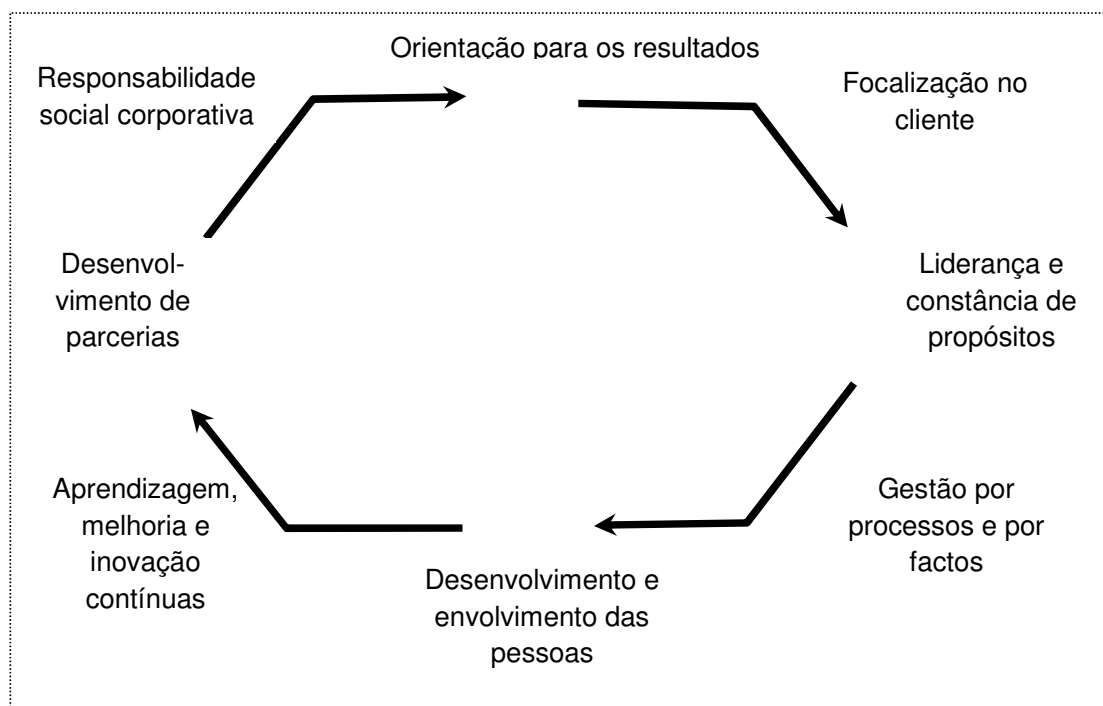 Orientação para os resultados
Responsabilidade
social corporativa
Focalização no
cliente
Desenvol-
vimento de
parcerias
Liderança e
constância de
propósitos
Aprendizagem,
melhoria e
inovação
contínuas
Gestão por
processos e por
factos
Desenvolvimento e
envolvimento das
pessoas